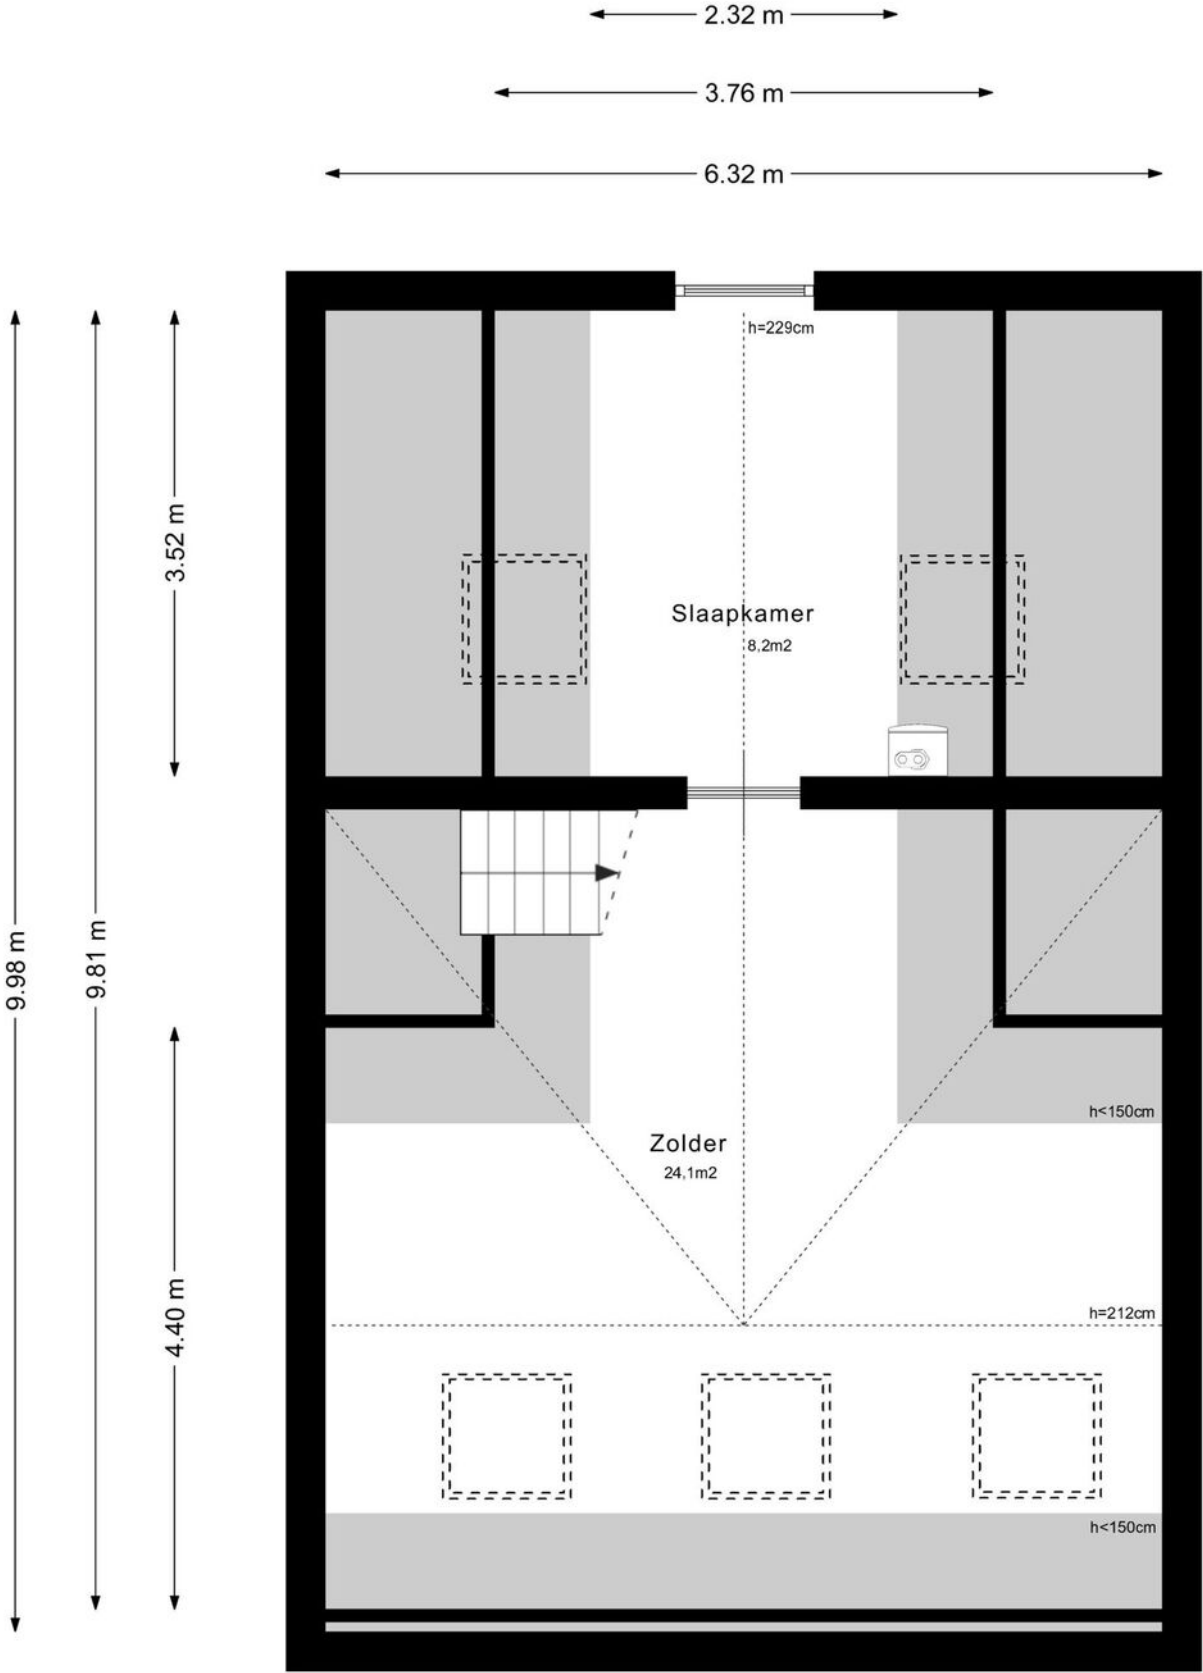 2.32 m
3.76 m
6.32 m
h=229cm
3.52 m
Slaapkamer
8,2m2
9.98 m
9.81 m
h<150cm
Zolder
24,1m2
4.40 m
h=212cm
h<150cm